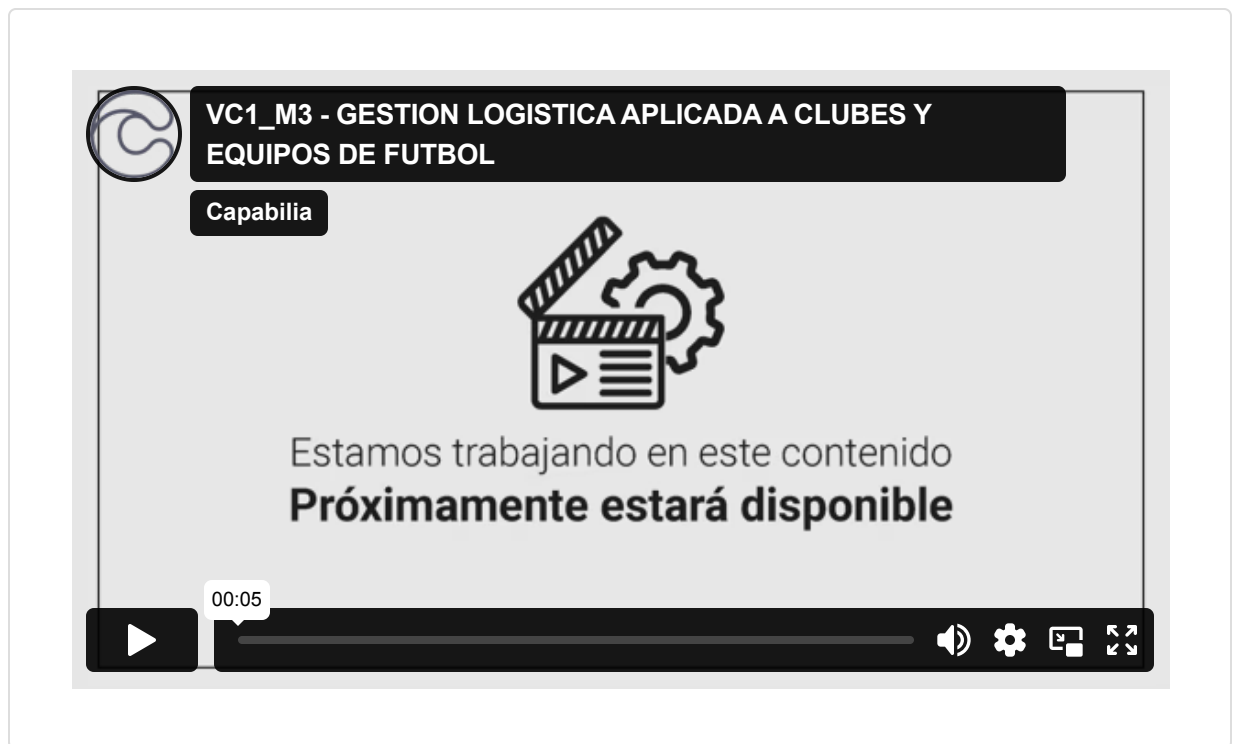 VC1_M3 - GESTION LOGISTICA APLICADA A CLUBES Y
EQUIPOS DE FUTBOL
Capabilia
Estamos trabajando en este contenido
Próximamente estará disponible
00:05